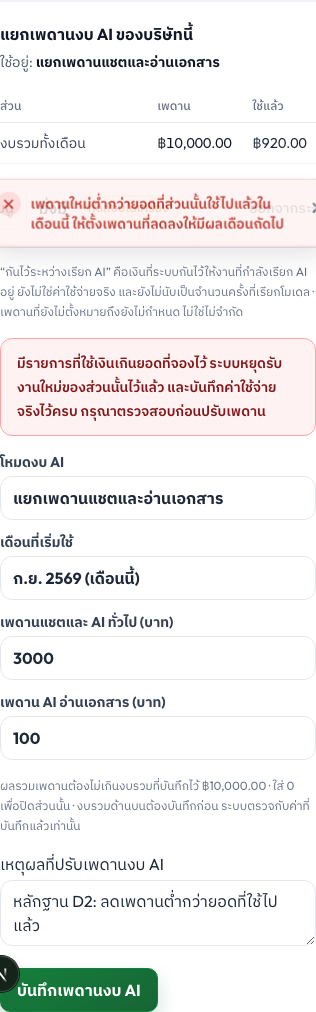 แยกเพดานงบ AI ของบริษัทนี้
ใช้อยู่: แยกเพดานแชตและอ่านเอกสาร
ส่วน เพดาน ใช้แล้ว
งบรวมทั้งเดือน ฿10,000.00 ฿920.00
เพดานใหม่ต่ำกว่ายอดที่ส่วนนั้นใช้ไปแล้วใน
เดือนนี้ ให้ตั้งเพดานที่ลดลงให้มีผลเดือนถัดไป
“กันไว้ระหว่างเรียก AI” คือเงินที่ระบบกันไว้ให้งานที่กำลังเรียก AI
อยู่ ยังไม่ใช่ค่าใช้จ่ายจริง และยังไม่นับเป็นจำนวนครั้งที่เรียกโมเดล ·
เพดานที่ยังไม่ตั้งหมายถึงยังไม่กำหนด ไม่ใช่ไม่จำกัด
มีรายการที่ใช้เงินเกินยอดที่จองไว้ ระบบหยุดรับ
งานใหม่ของส่วนนั้นไว้แล้ว และบันทึกค่าใช้จ่าย
จริงไว้ครบ กรุณาตรวจสอบก่อนปรับเพดาน
โหมดงบ AI
แยกเพดานแชตและอ่านเอกสาร
เดือนที่เริ่มใช้
ก.ย. 2569 (เดือนนี้)
เพดานแชตและ AI ทั่วไป (บาท)
3000
เพดาน AI อ่านเอกสาร (บาท)
100
ผลรวมเพดานต้องไม่เกินงบรวมที่บันทึกไว้ ฿10,000.00 · ใส่ 0
เพื่อปิดส่วนนั้น · งบรวมด้านบนต้องบันทึกก่อน ระบบตรวจกับค่าที่
บันทึกแล้วเท่านั้น
เหตุผลที่ปรับเพดานงบ AI
หลักฐาน D2: ลดเพดานต่ำกว่ายอดที่ใช้ไป
แล้ว
บันทึกเพดานงบ AI